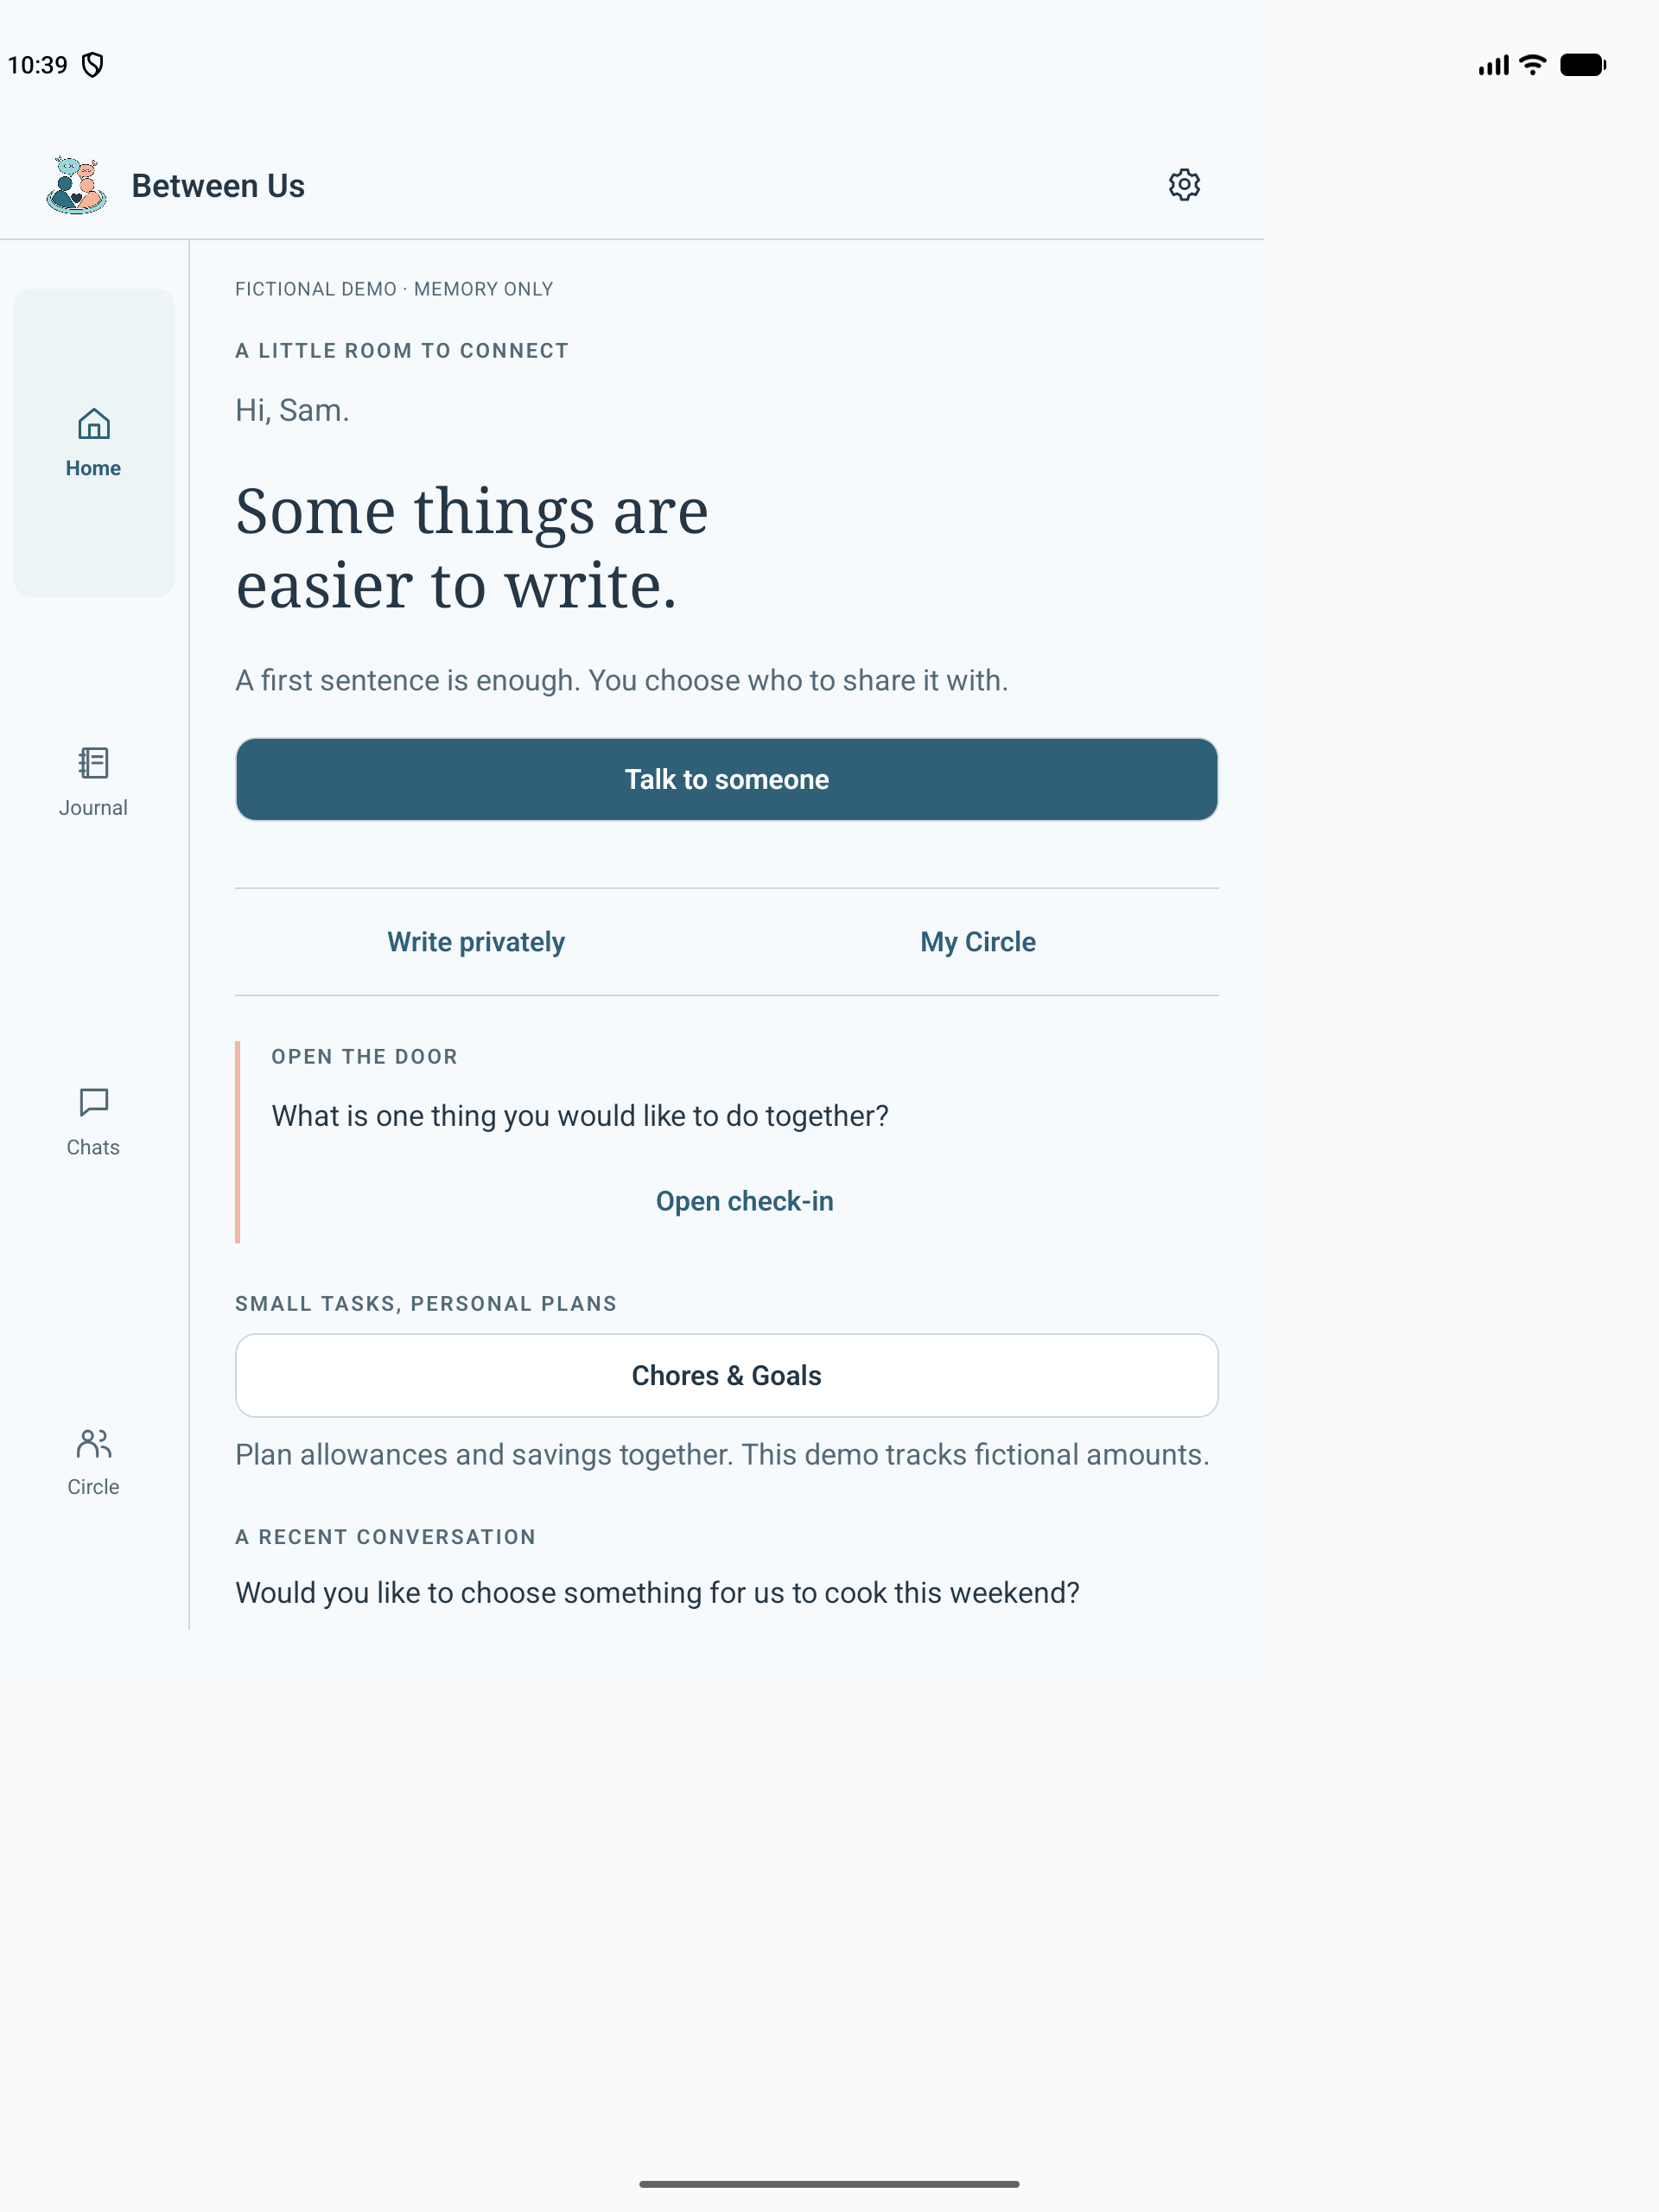 10:39
Between Us
FICTIONAL DEMO · MEMORY ONLY
A LITTLE ROOM TO CONNECT
Hi, Sam.
Home
Some things are
easier to write.
A first sentence is enough. You choose who to share it with.
Talk to someone
Journal
Write privately
My Circle
OPEN THE DOOR
What is one thing you would like to do together?
Chats
Open check-in
SMALL TASKS, PERSONAL PLANS
Chores & Goals
Plan allowances and savings together. This demo tracks fictional amounts.
Circle
A RECENT CONVERSATION
Would you like to choose something for us to cook this weekend?